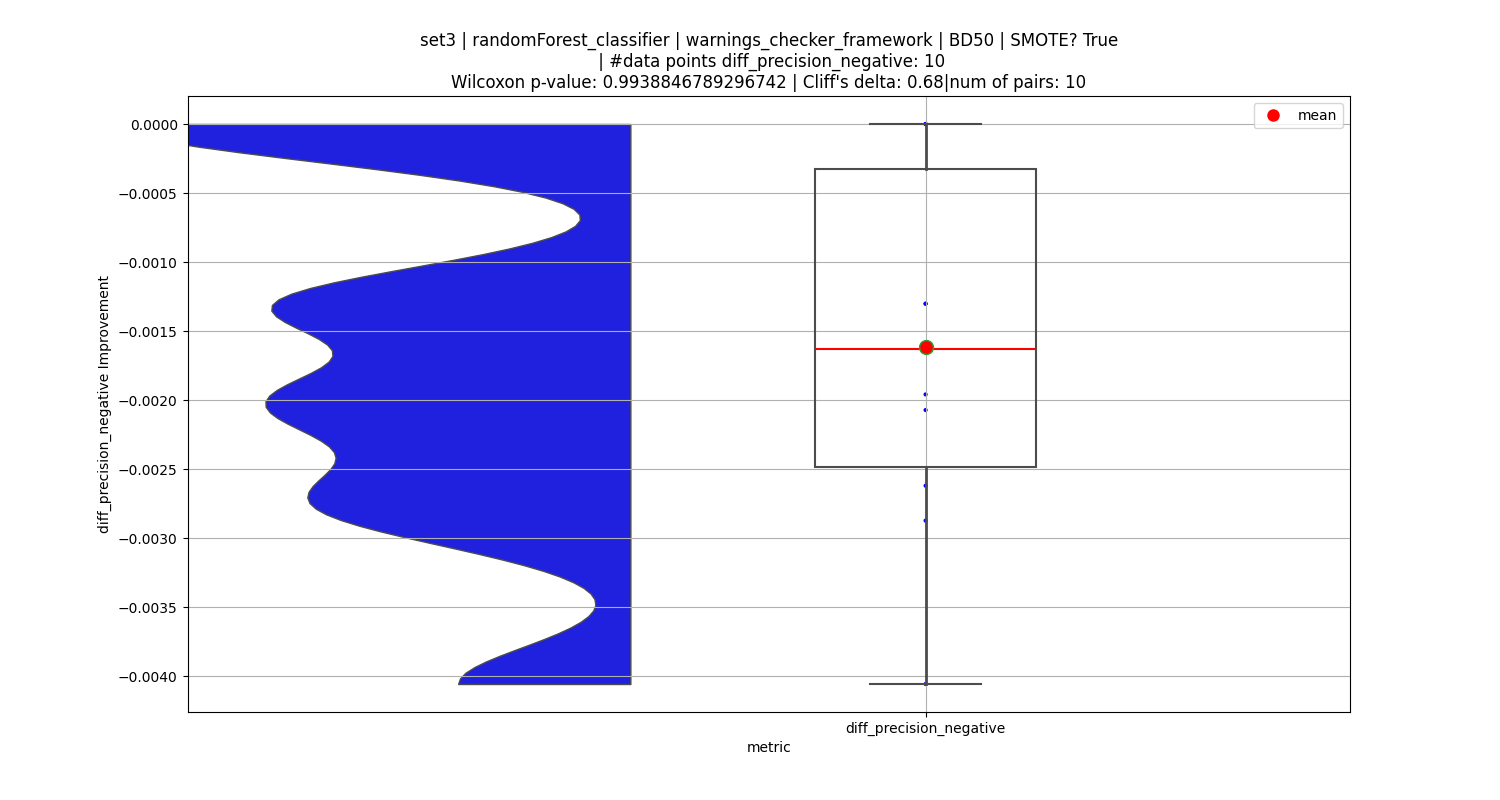 set3 | randomForest_classifier | warnings_checker_framework | BD50 | SMOTE? True
| #data points diff_precision_negative: 10
Wilcoxon p-value: 0.9938846789296742 | Cliff's delta: 0.68|num of pairs: 10
mean
0.0000
−0.0005
−0.0010
−0.0015
−0.0020
−0.0025
−0.0030
−0.0035
−0.0040
diff_precision_negative Improvement
diff_precision_negative
metric